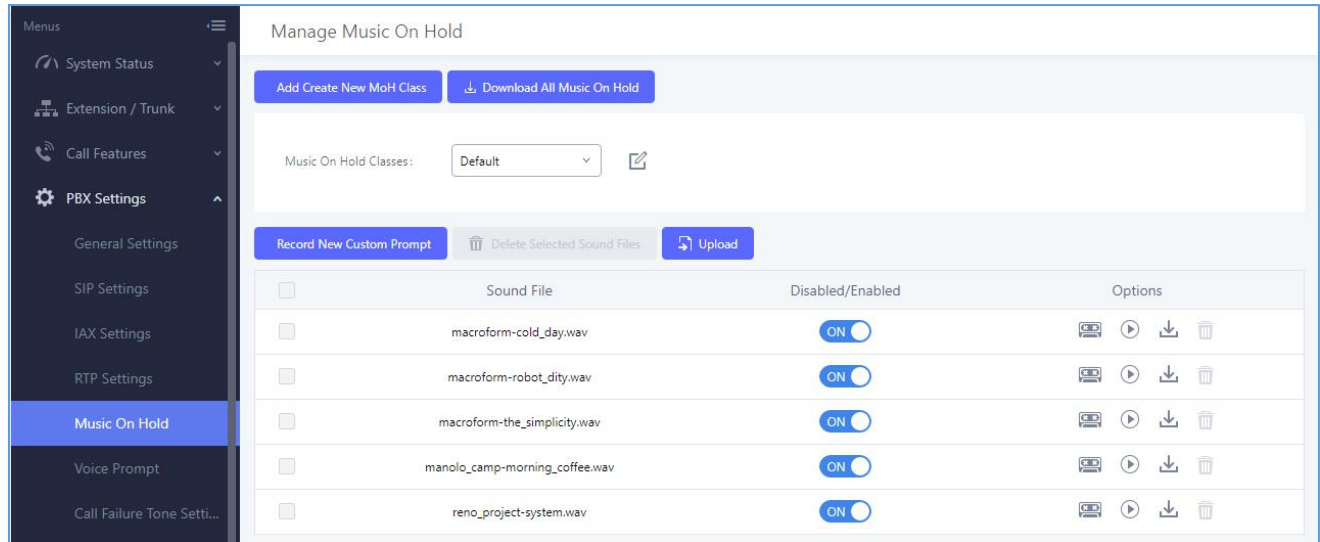 Menus
Manage Music On Hold
System Status
Extension / Trunk
Call Features
PBX Settings
General Settings
SIP Settings
IAX Settings
RTP Settings
Music On Hold
Voice Prompt
Call Failure Tone Setti...
Add Create New MoH Class Download All Music On Hold
Music On Hold Classes: Default
Record New Custom Prompt Delete Selected Sound Files Upload
Sound File Disabled/Enabled Options
macroform-cold_day.wav ON
macroform-robot_dity.wav ON
macroform-the_simplicity.wav ON
manolo_camp-morning_coffee.wav ON
reno_project-system.wav ON